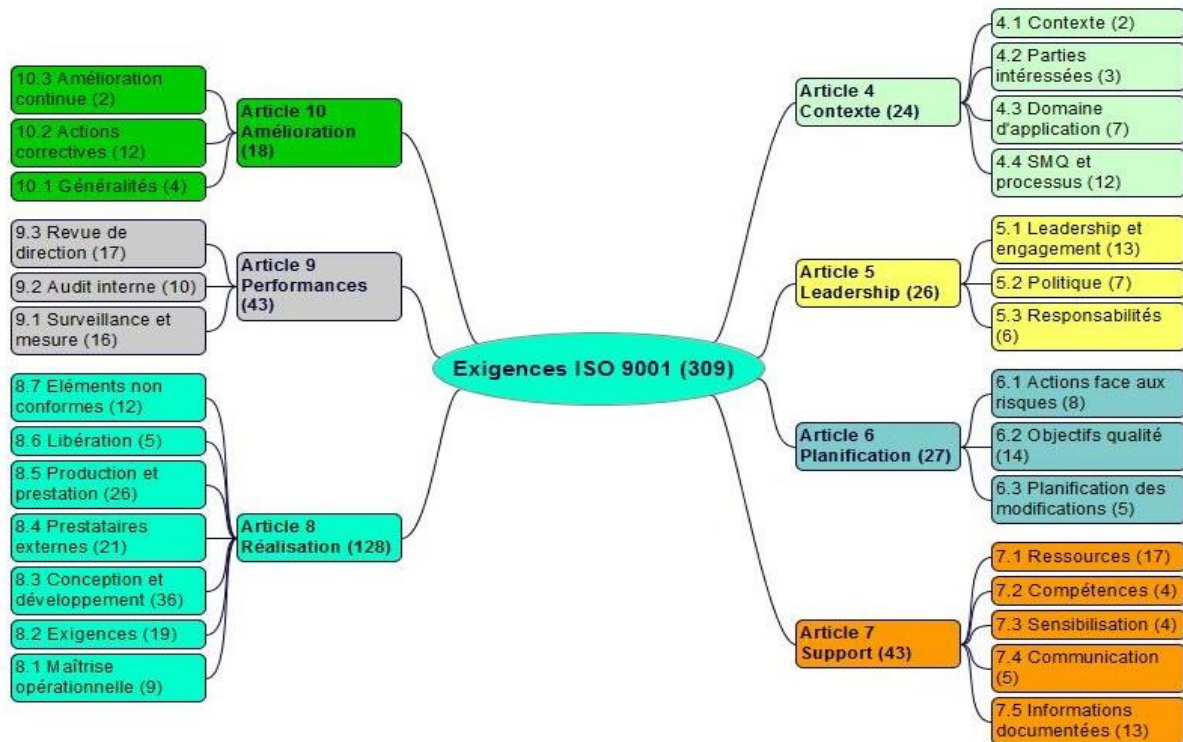 Exigences ISO 9001 (309)
Article 4
Contexte (24)
4.1 Contexte (2)
4.2 Parties
intéressées (3)
4.3 Domaine
d'application (7)
4.4 SMQ et
processus (12)
Article 5
Leadership (26)
5.1 Leadership et
engagement (13)
5.2 Politique (7)
5.3 Responsabilités
(6)
Article 6
Planification (27)
6.1 Actions face aux
risques (8)
6.2 Objectifs qualité
(14)
6.3 Planification des
modifications (5)
Article 7
Support (43)
7.1 Ressources (17)
7.2 Compétences (4)
7.3 Sensibilisation (4)
7.4 Communication
(5)
7.5 Informations
documentées (13)
Article 10
Amélioration
(18)
10.3 Amélioration
continue (2)
10.2 Actions
correctives (12)
10.1 Généralités (4)
Article 9
Performances
(43)
9.3 Revue de
direction (17)
9.2 Audit interne (10)
9.1 Surveillance et
mesure (16)
Article 8
Réalisation (128)
8.7 Eléments non
conformes (12)
8.6 Libération (5)
8.5 Production et
prestation (26)
8.4 Prestataires
externes (21)
8.3 Conception et
développement (36)
8.2 Exigences (19)
8.1 Maîtrise
opérationnelle (9)